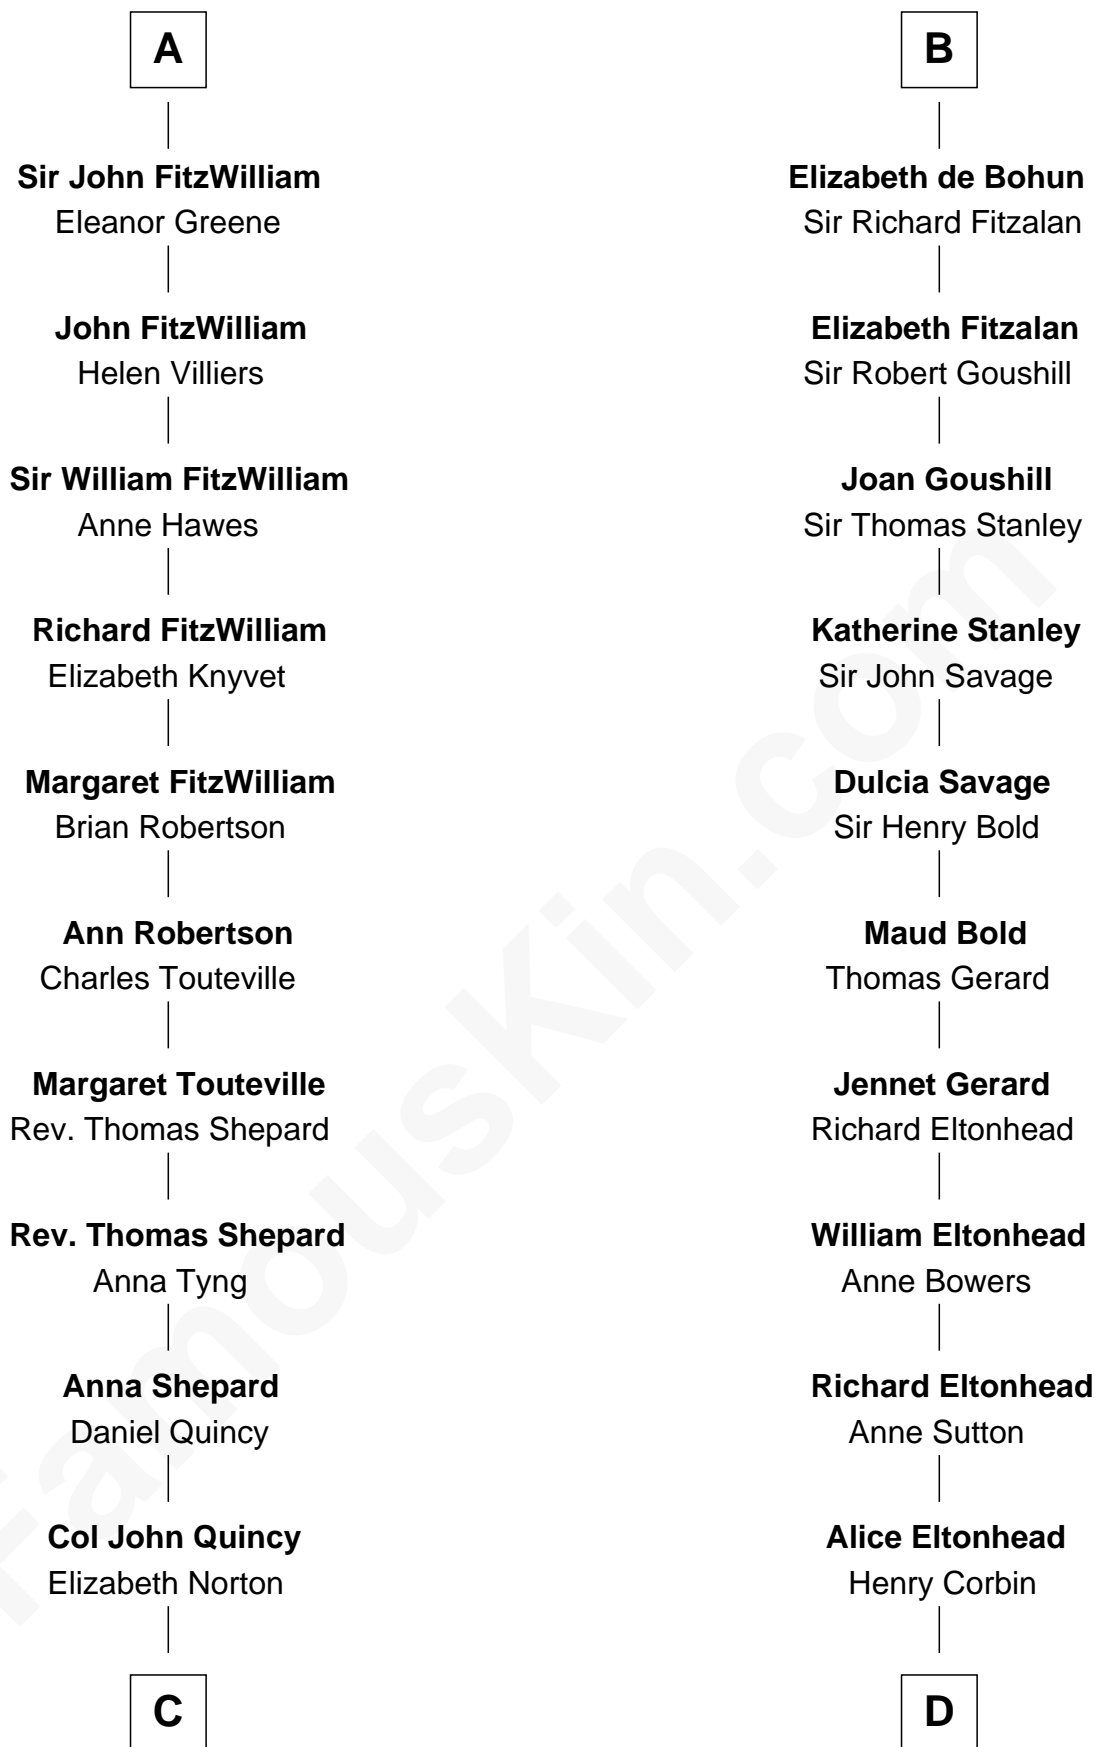 A
Sir John FitzWilliam
Eleanor Greene
John FitzWilliam
Helen Villiers
Sir William FitzWilliam
Anne Hawes
Richard FitzWilliam
Elizabeth Knyvet
Margaret FitzWilliam
Brian Robertson
Ann Robertson
Charles Touteville
Margaret Touteville
Rev. Thomas Shepard
Rev. Thomas Shepard
Anna Tyng
Anna Shepard
Daniel Quincy
Col John Quincy
Elizabeth Norton
C
B
Elizabeth de Bohun
Sir Richard Fitzalan
Elizabeth Fitzalan
Sir Robert Goushill
Joan Goushill
Sir Thomas Stanley
Katherine Stanley
Sir John Savage
Dulcia Savage
Sir Henry Bold
Maud Bold
Thomas Gerard
Jennet Gerard
Richard Eltonhead
William Eltonhead
Anne Bowers
Richard Eltonhead
Anne Sutton
Alice Eltonhead
Henry Corbin
D
FamousKin.com